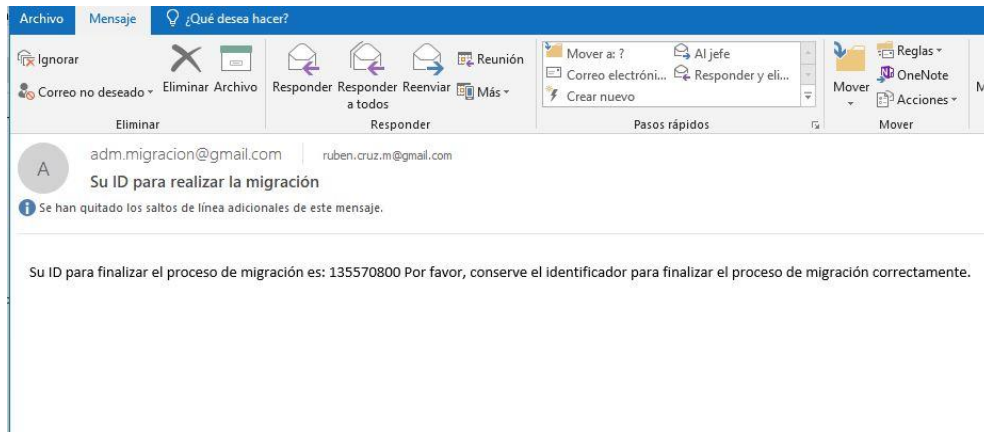 Archivo Mensaje ¿Qué desea hacer?
Ignorar
Correo no deseado
Eliminar Archivo
Eliminar
Responder Responder a todos Reenviar
Reunión
Más
Responder
Mover a: ? Al jefe
Correo electróni... Responder y eli...
Crear nuevo
Pasos rápidos
Mover
Reglas
OneNote
Acciones
Mover
M
A
adm.migracion@gmail.com ruben.cruz.m@gmail.com
Su ID para realizar la migración
Se han quitado los saltos de línea adicionales de este mensaje.
Su ID para finalizar el proceso de migración es: 135570800 Por favor, conserve el identificador para finalizar el proceso de migración correctamente.